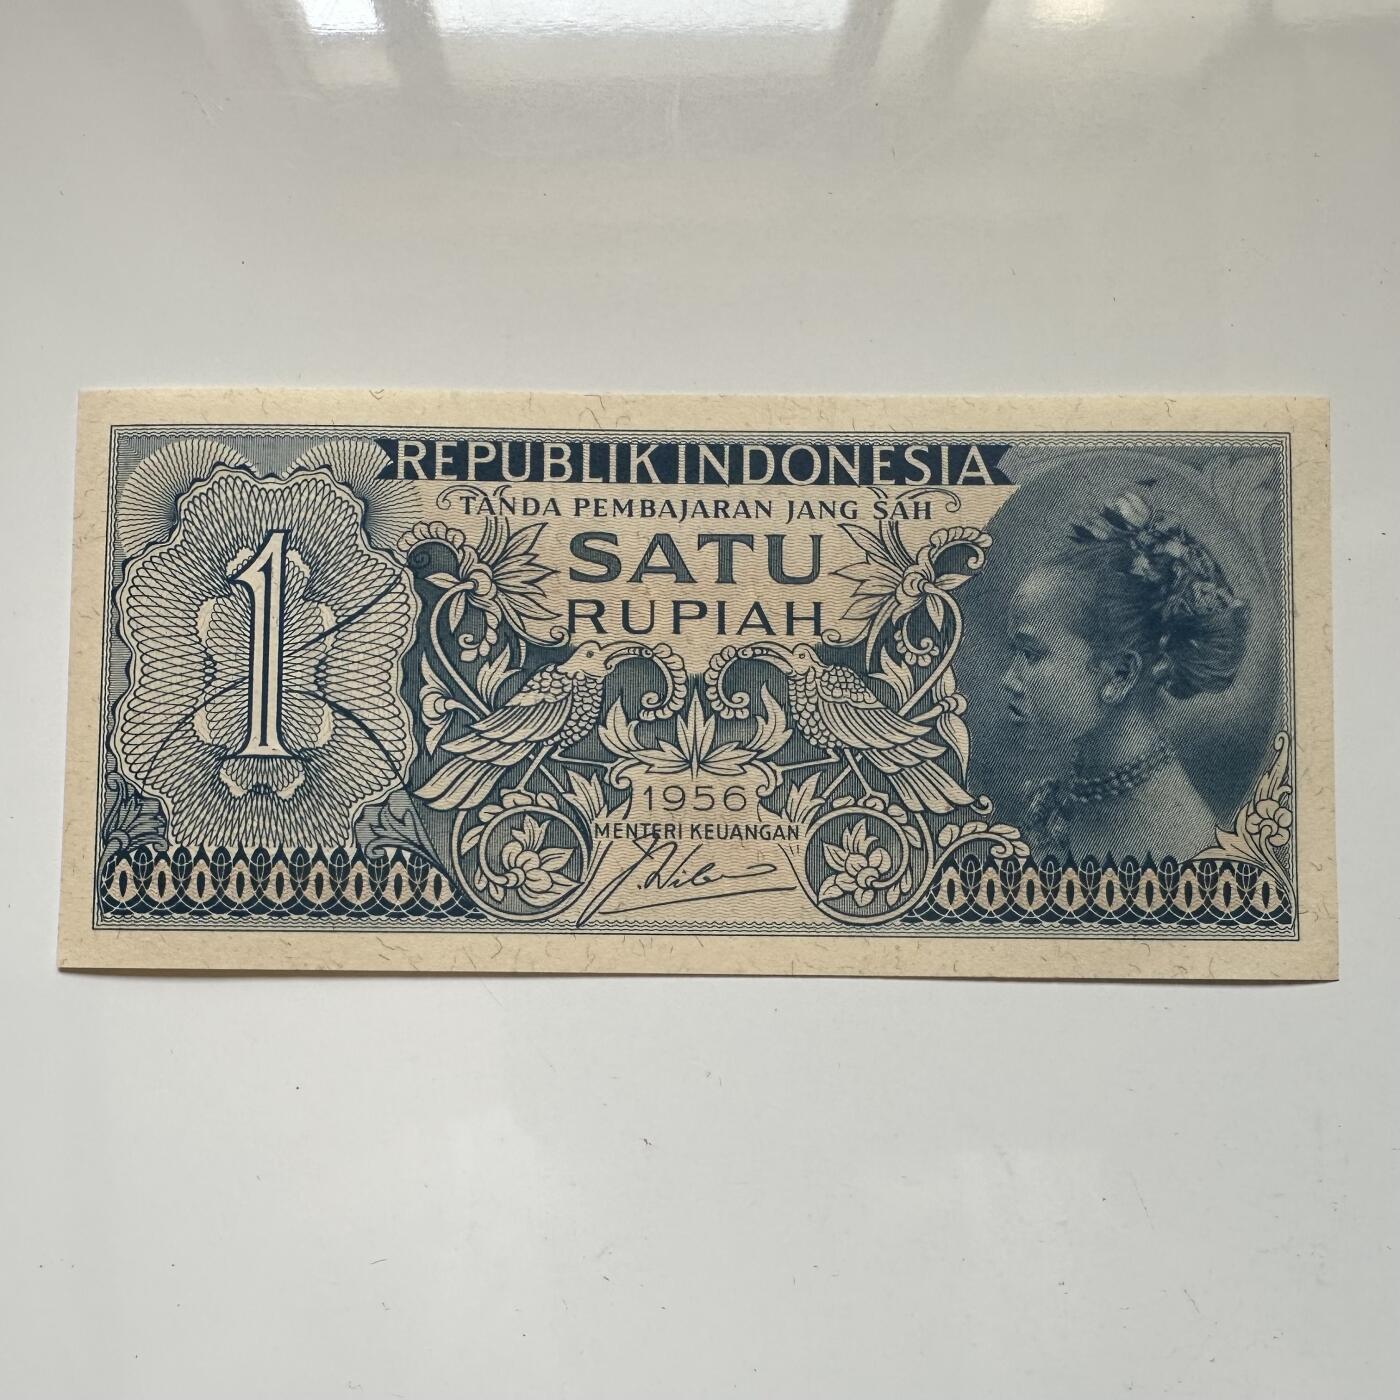 REPUBLIK INDONESIA
TANDA PEMBAJARAN JANG SAH
SATU
RUPIAH
1
1956
MENTERI KEUANGAN